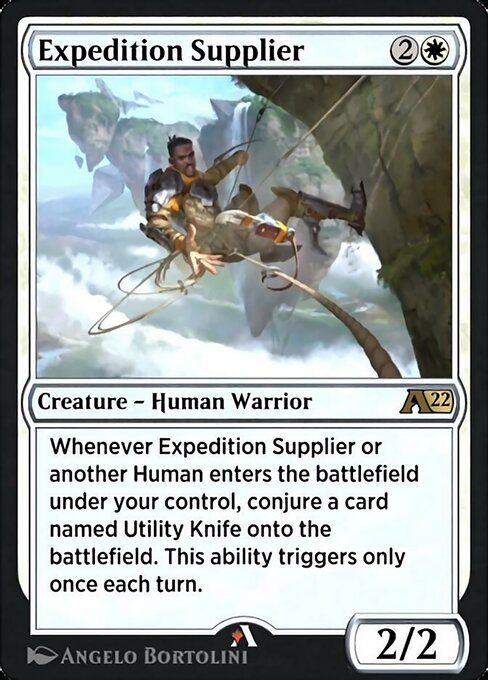 Expedition Supplier 2
Creature – Human Warrior A22
Whenever Expedition Supplier or
another Human enters the battlefield
under your control, conjure a card
named Utility Knife onto the
battlefield. This ability triggers only
once each turn.
2/2
Angelo Bortolini